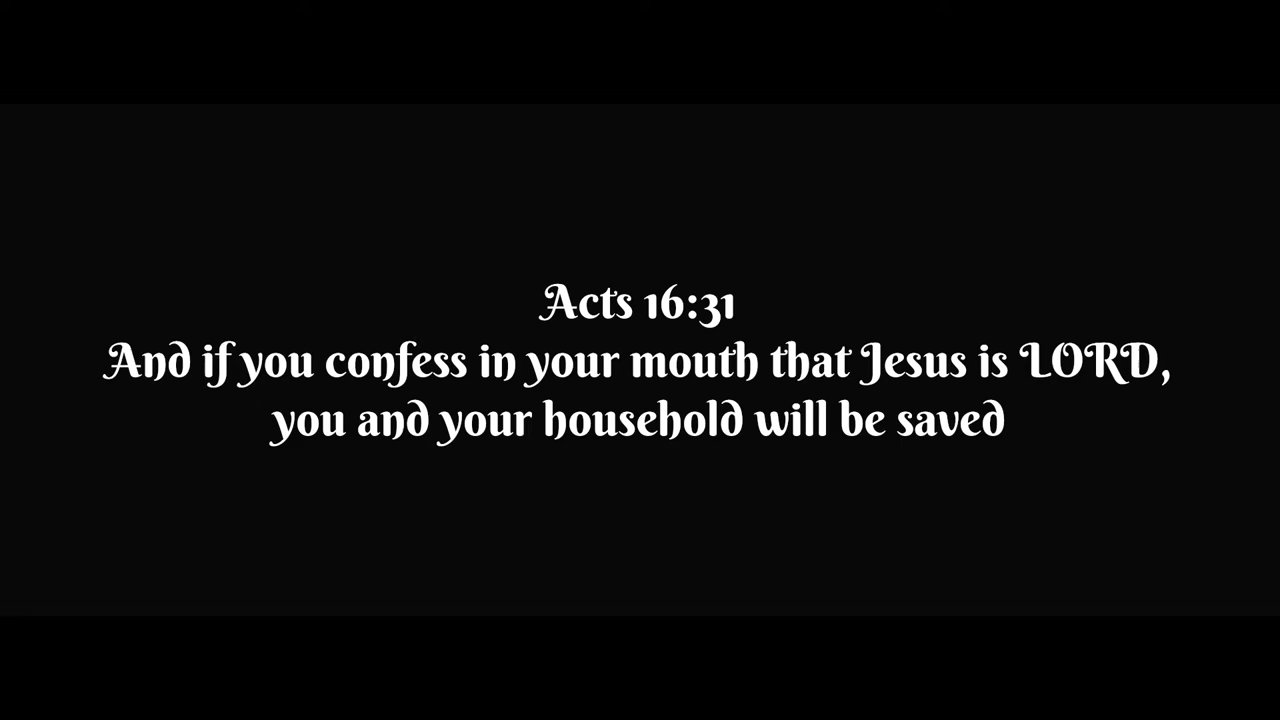 Acts 16:31
And if you confess in your mouth that Jesus is LORD,
you and your household will be saved